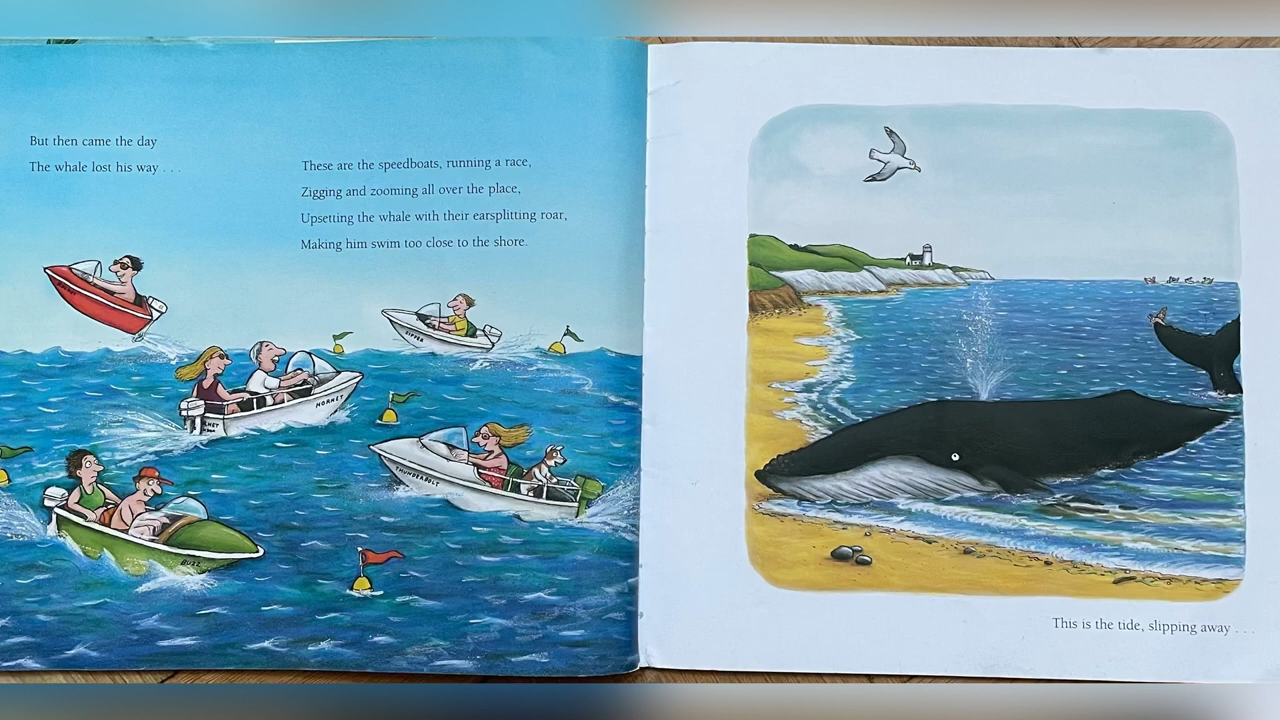 But then came the day
The whale lost his way . . .
These are the speedboats, running a race,
Zigging and zooming all over the place,
Upsetting the whale with their earsplitting roar,
Making him swim too close to the shore.
ZIPPER
HORNET
THUNDERBOLT
BUZZ
This is the tide, slipping away . . .